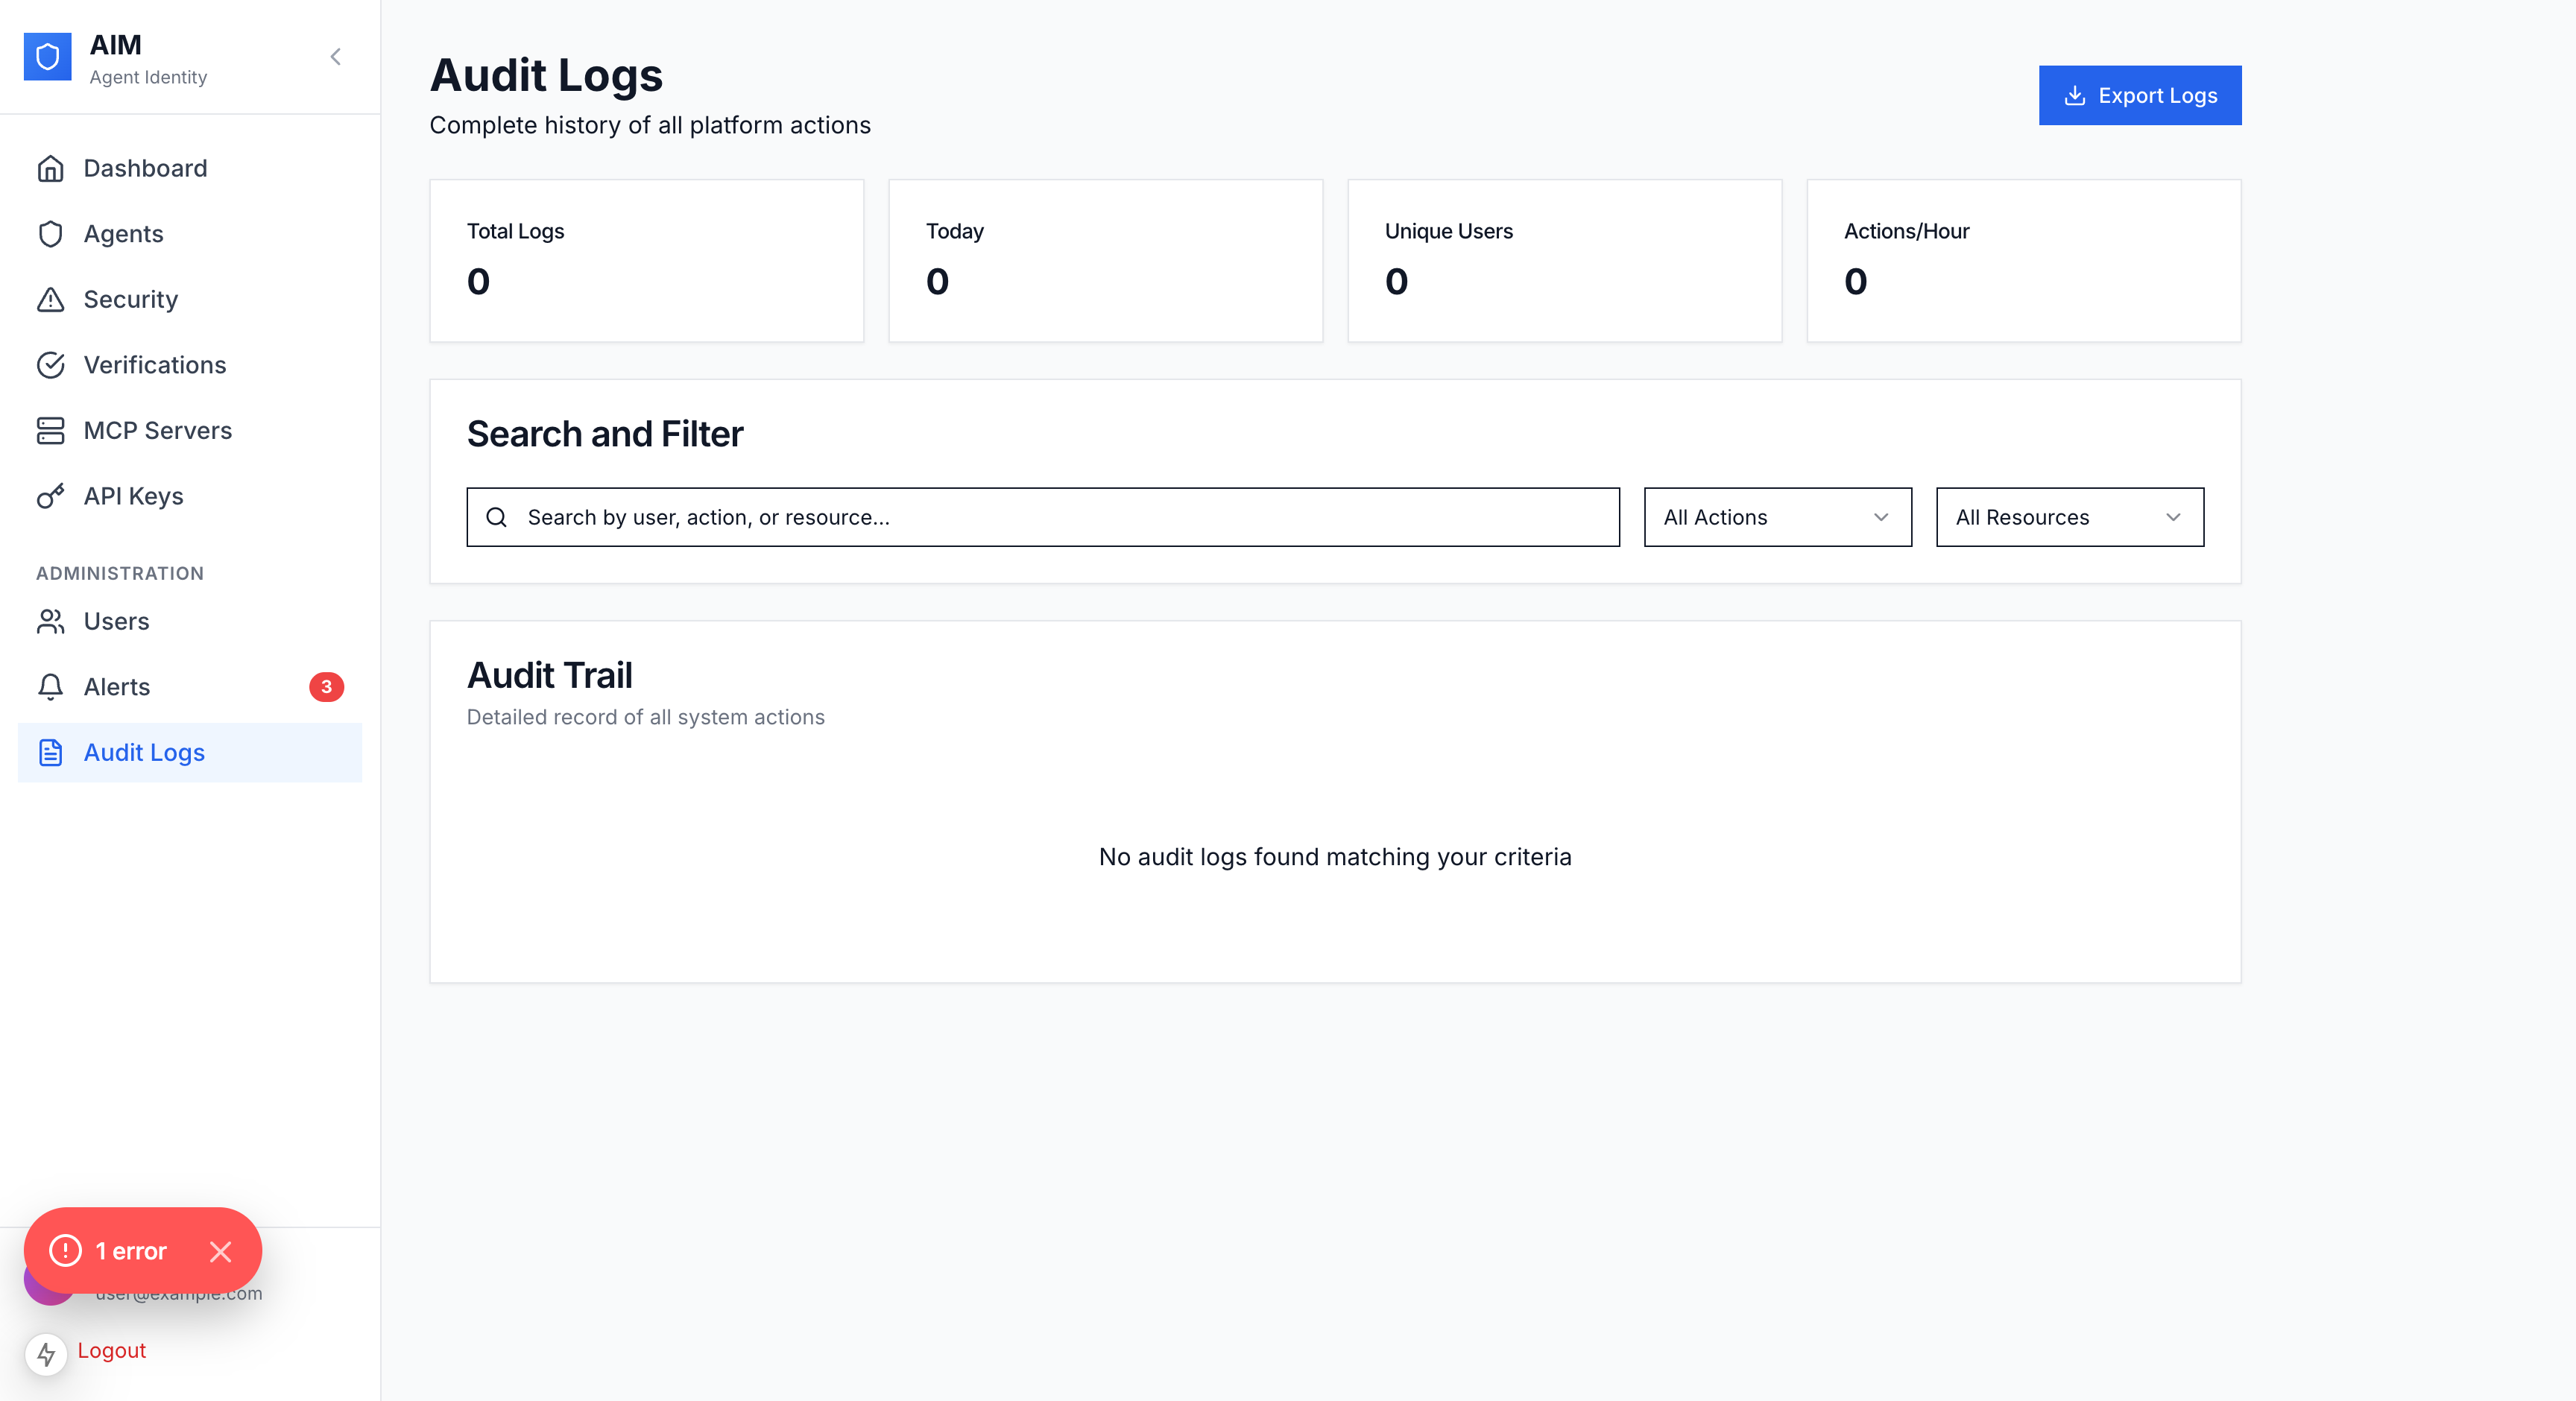 AIM
Agent Identity
Dashboard
Agents
Security
Verifications
MCP Servers
API Keys
ADMINISTRATION
Users
Alerts
3
Audit Logs
1 error
user@example.com
Logout
Audit Logs
Complete history of all platform actions
Export Logs
Total Logs
0
Today
0
Unique Users
0
Actions/Hour
0
Search and Filter
Search by user, action, or resource...
All Actions
All Resources
Audit Trail
Detailed record of all system actions
No audit logs found matching your criteria